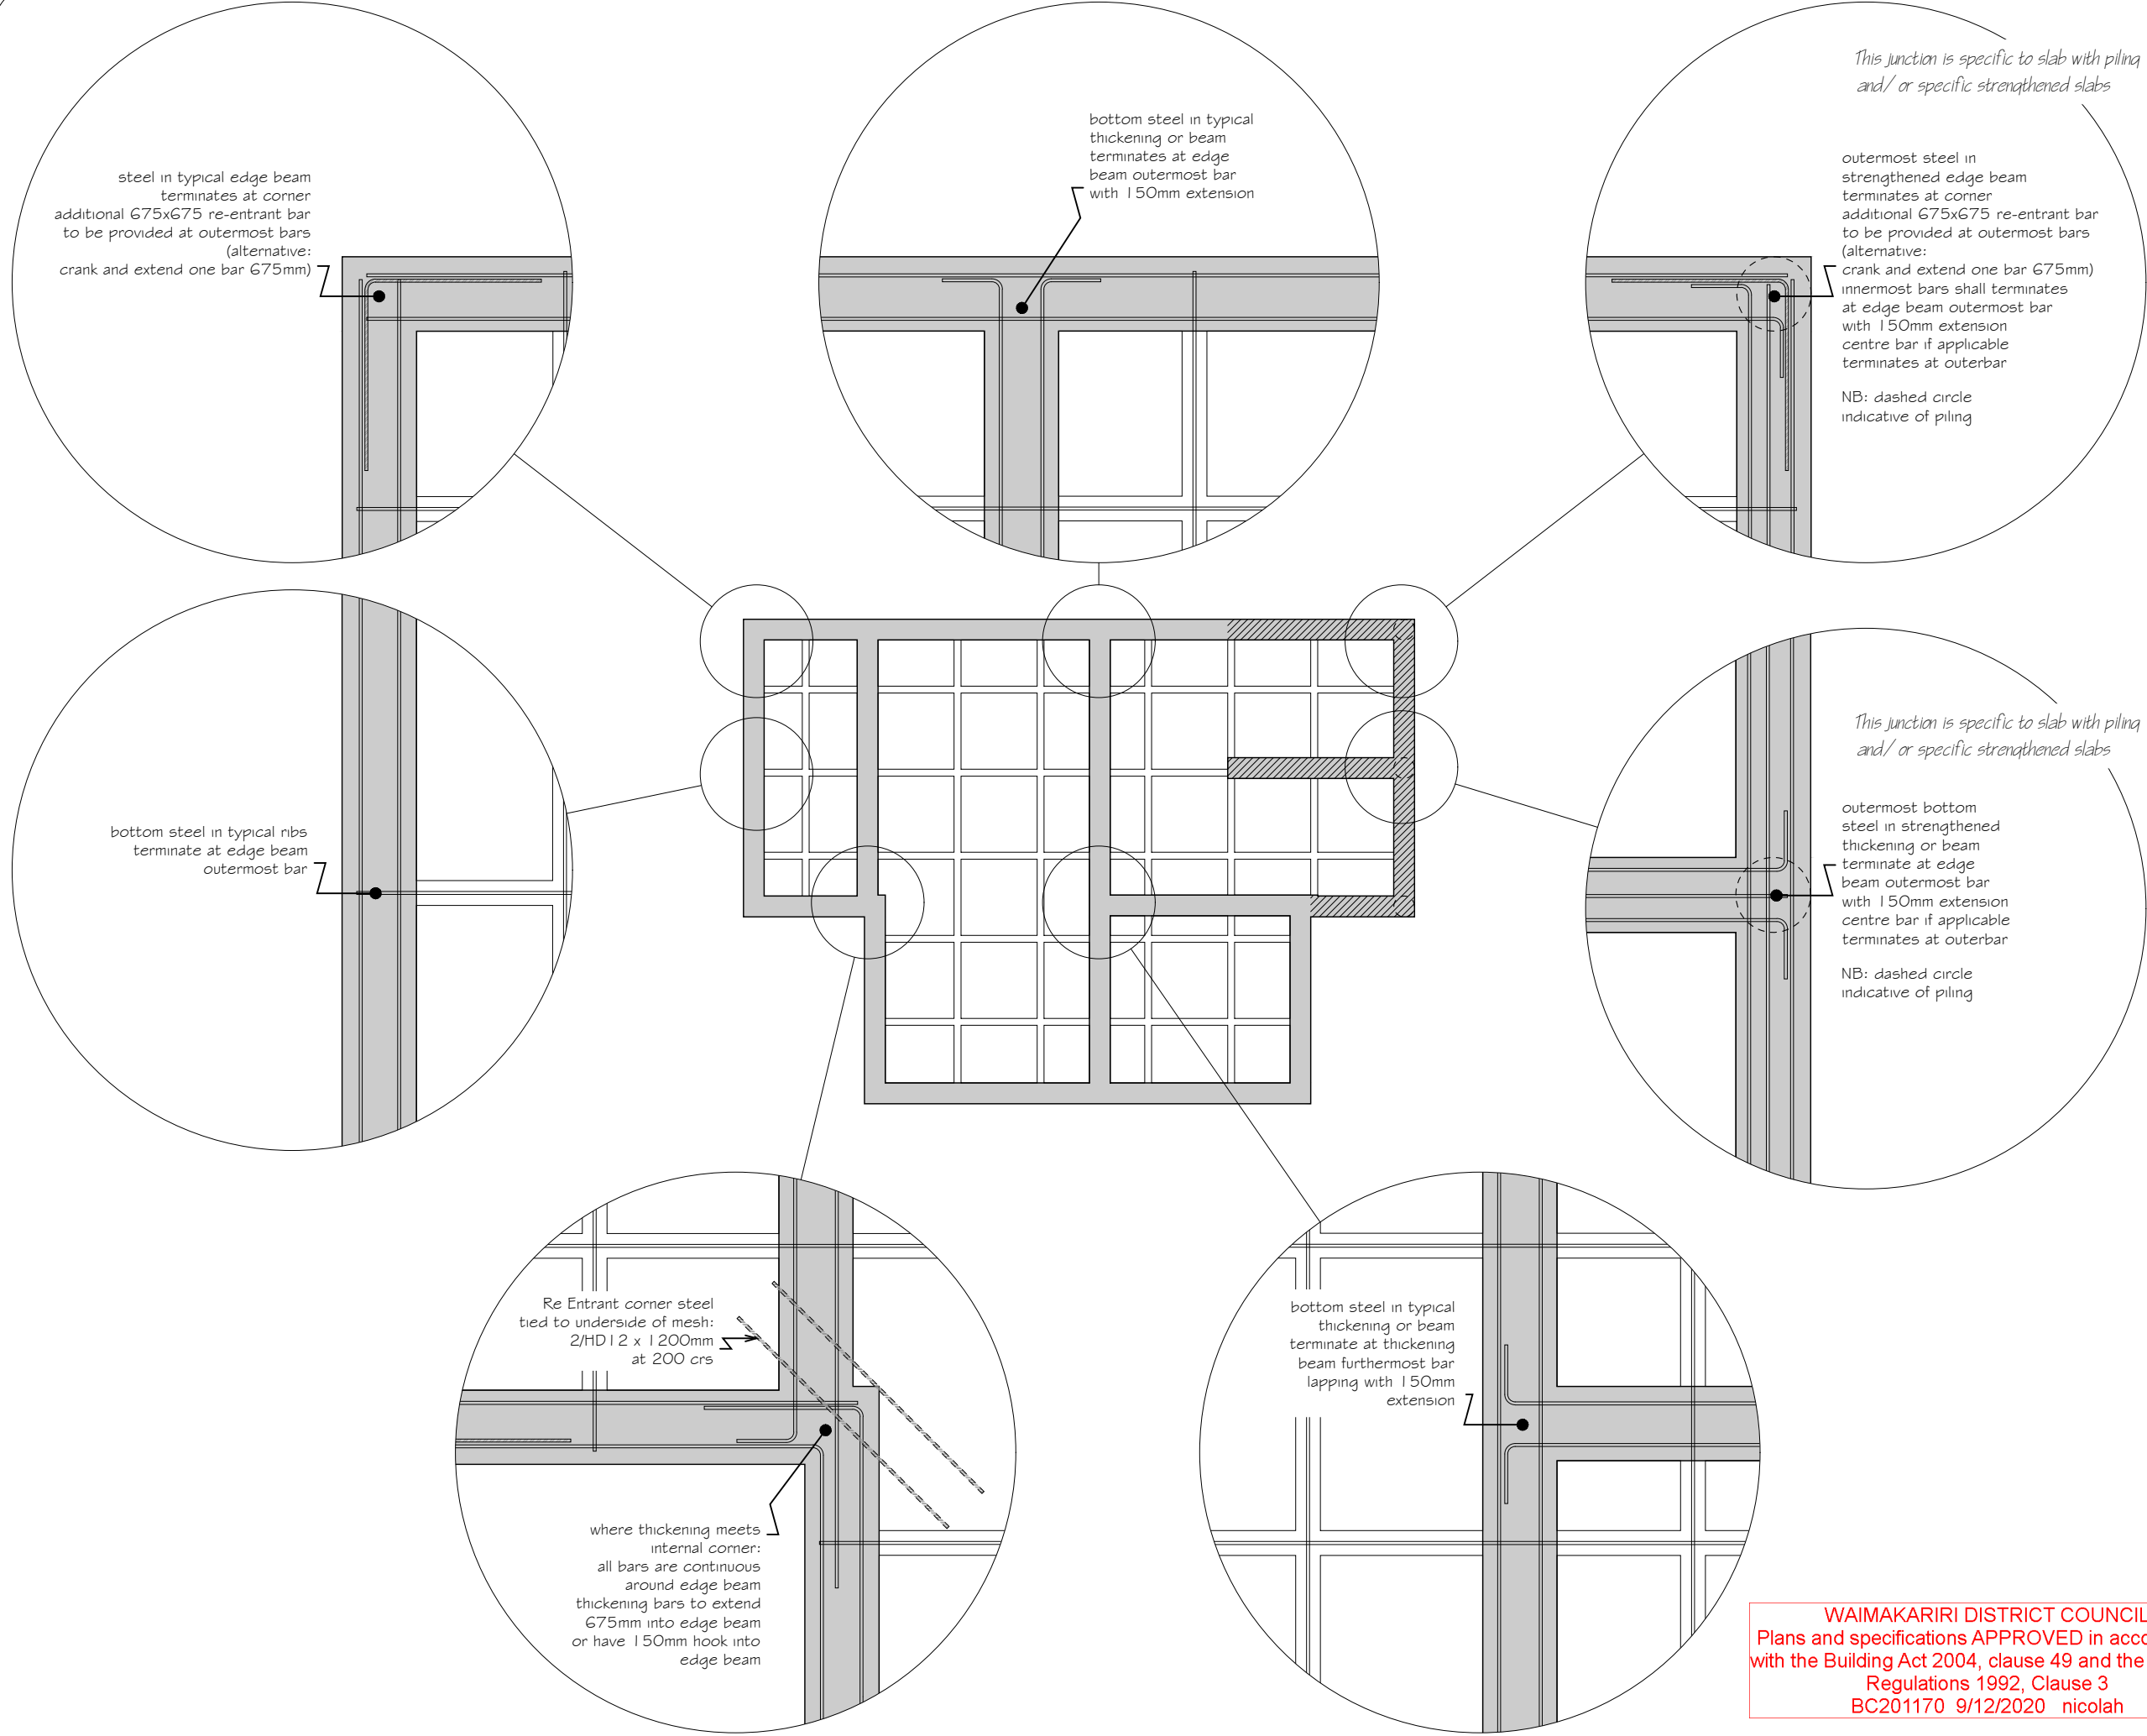 steel in typical edge beam
terminates at corner
additional 675x675 re-entrant bar
to be provided at outermost bars
(alternative:
crank and extend one bar 675mm)
bottom steel in typical
thickening or beam
terminates at edge
beam outermost bar
with 150mm extension
This junction is specific to slab with piling
and/ or specific strengthened slabs
outermost steel in
strengthened edge beam
terminates at corner
additional 675x675 re-entrant bar
to be provided at outermost bars
(alternative:
crank and extend one bar 675mm)
innermost bars shall terminates
at edge beam outermost bar
with 150mm extension
centre bar if applicable
terminates at outerbar
NB: dashed circle
indicative of piling
bottom steel in typical ribs
terminate at edge beam
outermost bar
This junction is specific to slab with piling
and/ or specific strengthened slabs
outermost bottom
steel in strengthened
thickening or beam
terminate at edge
beam outermost bar
with 150mm extension
centre bar if applicable
terminates at outerbar
NB: dashed circle
indicative of piling
Re Entrant corner steel
tied to underside of mesh:
2/HD12 x 1200mm
at 200 crs
where thickening meets
internal corner:
all bars are continuous
around edge beam
thickening bars to extend
675mm into edge beam
or have 150mm hook into
edge beam
bottom steel in typical
thickening or beam
terminate at thickening
beam furthermost bar
lapping with 150mm
extension
WAIMAKARIRI DISTRICT COUNCIL
Plans and specifications APPROVED in acco
with the Building Act 2004, clause 49 and the
Regulations 1992, Clause 3
BC201170 9/12/2020 nicolah